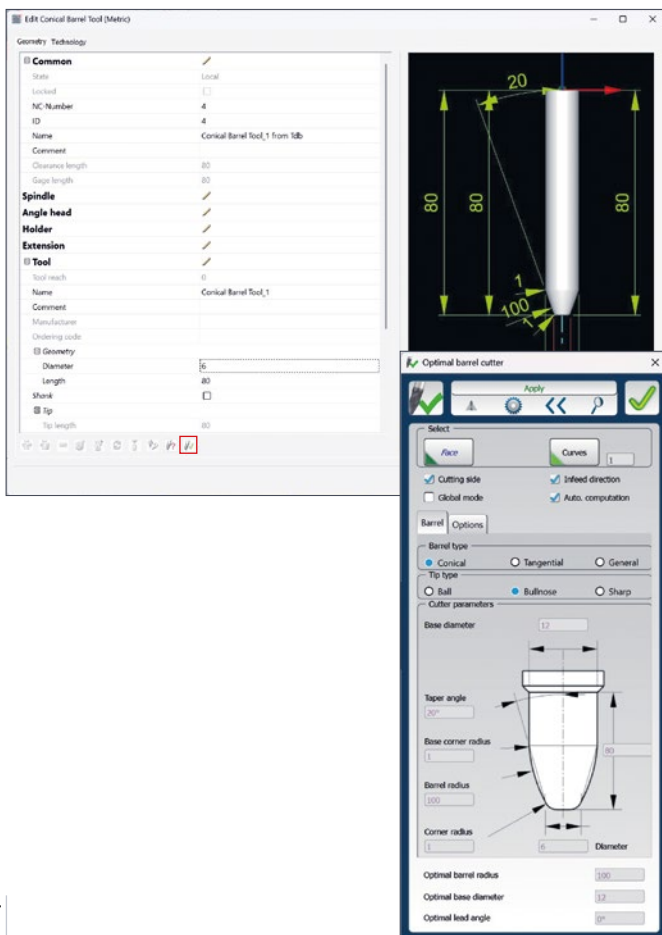 Edit Conical Barrel Tool (Metric)
Geometry Technology
Common
State Local
Locked
NC-Number 4
ID 4
Name Conical Barrel Tool_1 from Tdb
Comment
Clearance length 80
Gage length 80
Spindle
Angle head
Holder
Extension
Tool
Tool reach 0
Name Conical Barrel Tool_1
Comment
Manufacturer
Ordering code
Geometry
Diameter 6
Length 80
Shank
Tip
Tip length 80
20
80
80
80
1
100
1
Optimal barrel cutter
Apply
Select
Face Curves 1
Cutting side Infeed direction
Global mode Auto. computation
Barrel Options
Barrel type
Conical Tangential General
Tip type
Ball Bullnose Sharp
Cutter parameters
Base diameter 12
Taper angle
20°
Base corner radius
1 80
Barrel radius
100
Corner radius
1 6 Diameter
Optimal barrel radius 100
Optimal base diameter 12
Optimal lead angle 0°